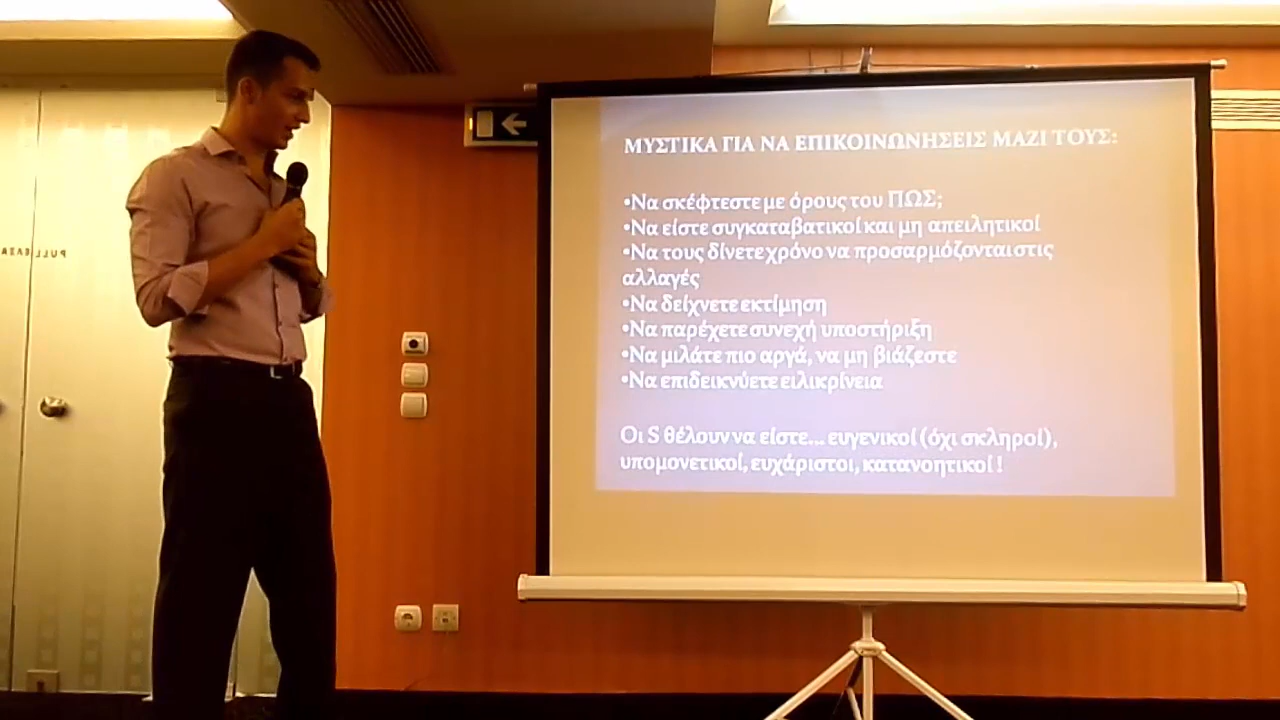 ΜΥΣΤΙΚΑ ΓΙΑ ΝΑ ΕΠΙΚΟΙΝΩΝΗΣΕΙΣ ΜΑΖΙ ΤΟΥΣ:
•Να σκέφτεστε με όρους του ΠΩΣ;
•Να είστε συγκαταβατικοί και μη απειλητικοί
•Να τους δίνετε χρόνο να προσαρμόζονται στις
αλλαγές
•Να δείχνετε εκτίμηση
•Να παρέχετε συνεχή υποστήριξη
•Να μιλάτε πιο αργά, να μη βιάζεστε
•Να επιδεικνύετε ειλικρίνεια
Οι S θέλουν να είστε... ευγενικοί (όχι σκληροί),
υπομονετικοί, ευχάριστοι, κατανοητικοί !
PULL